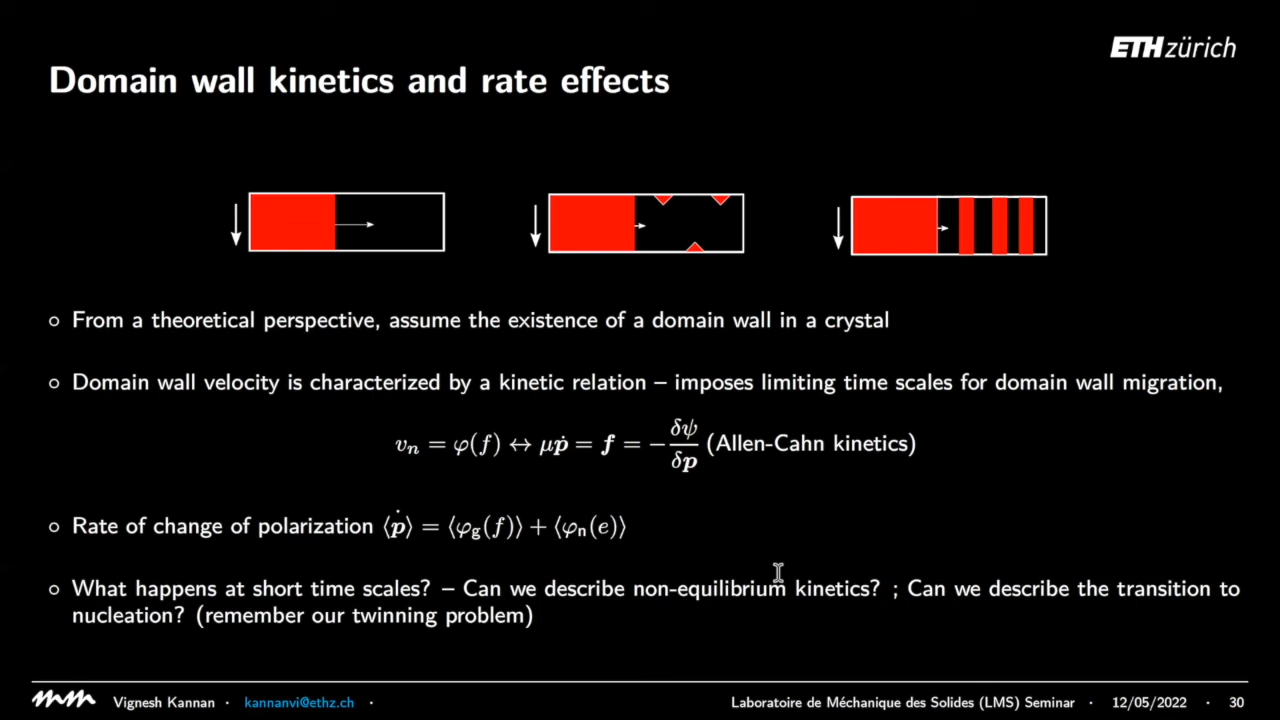 ETH zürich
Domain wall kinetics and rate effects
○ From a theoretical perspective, assume the existence of a domain wall in a crystal
○ Domain wall velocity is characterized by a kinetic relation – imposes limiting time scales for domain wall migration,
vₙ = φ(f) ↔ μṗ = f = −δψ/δp (Allen-Cahn kinetics)
○ Rate of change of polarization ⟨ṗ⟩ = ⟨φ_g(f)⟩ + ⟨φ_n(e)⟩
○ What happens at short time scales? – Can we describe non-equilibrium kinetics? ; Can we describe the transition to
nucleation? (remember our twinning problem)
mm Vignesh Kannan · kannanvi@ethz.ch · Laboratoire de Méchanique des Solides (LMS) Seminar · 12/05/2022 · 30